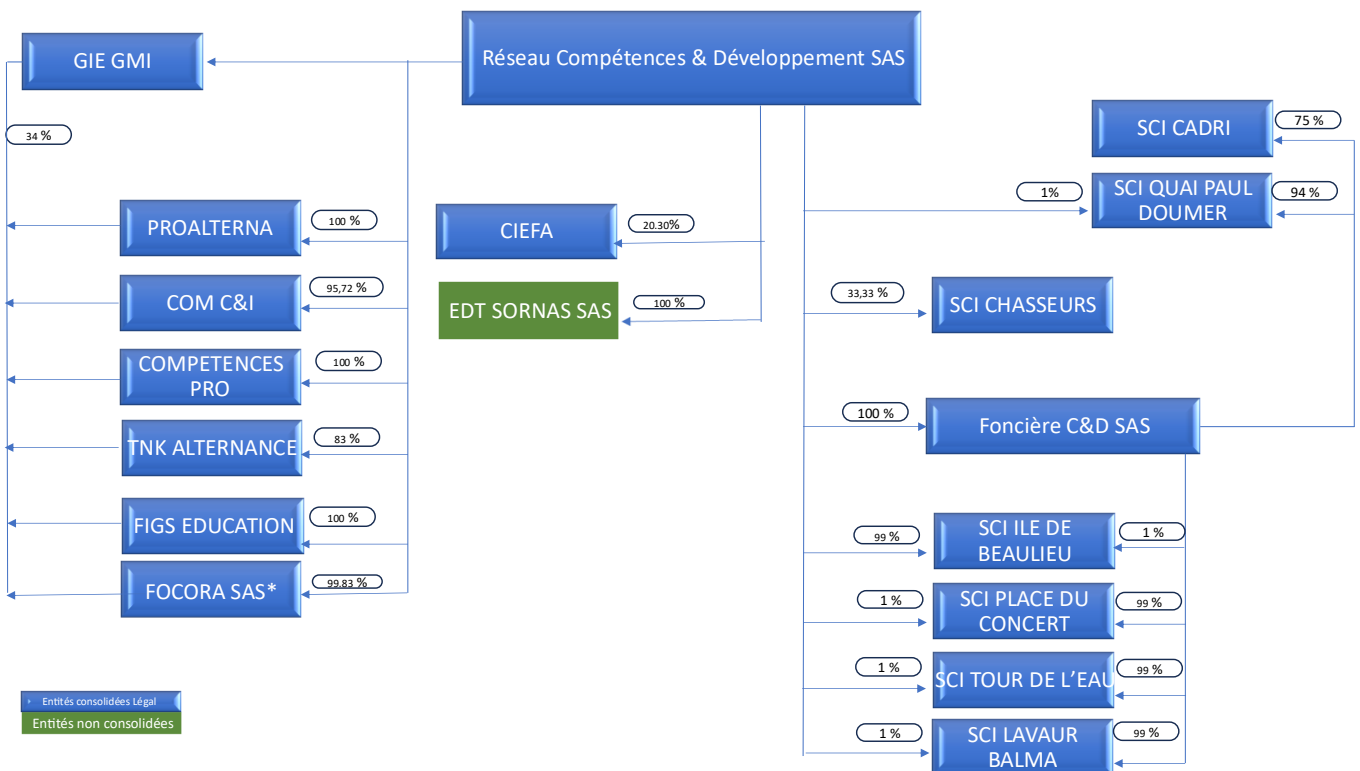 Réseau Compétences & Développement SAS
GIE GMI
34 %
PROALTERNA
100 %
COM C&I
95,72 %
COMPETENCES
PRO
100 %
TNK ALTERNANCE
83 %
FIGS EDUCATION
100 %
FOCORA SAS*
99.83 %
CIEFA
20.30%
EDT SORNAS SAS
100 %
SCI CADRI
75 %
1%
SCI QUAI PAUL
DOUMER
94 %
33,33 %
SCI CHASSEURS
100 %
Foncière C&D SAS
99 %
SCI ILE DE
BEAULIEU
1 %
1 %
SCI PLACE DU
CONCERT
99 %
1 %
SCI TOUR DE L'EAU
99 %
1 %
SCI LAVAUR
BALMA
99 %
Entités consolidées Légal
Entités non consolidées